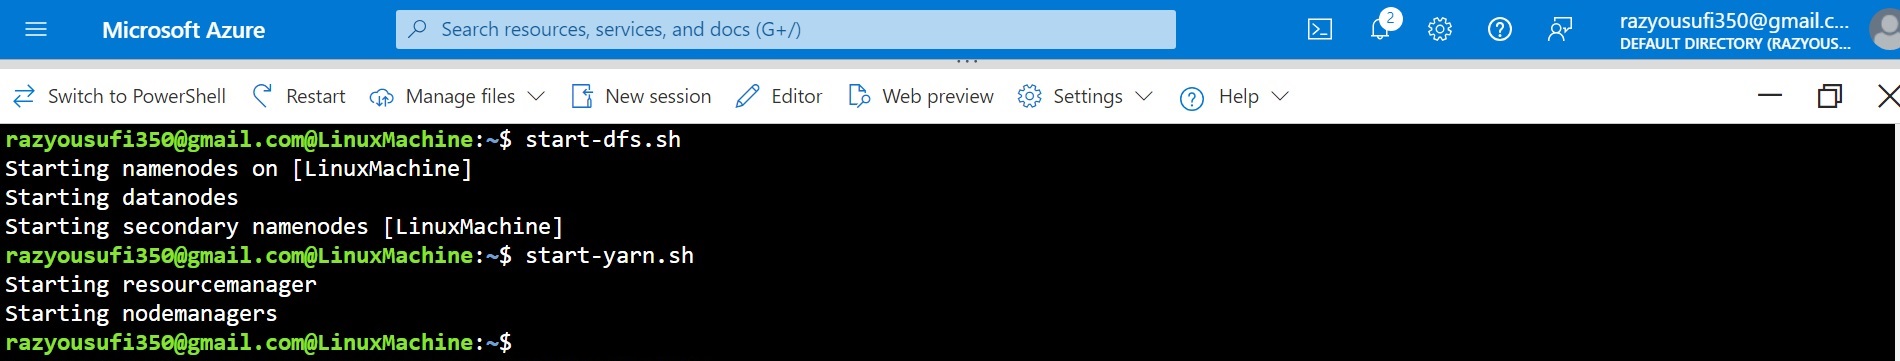 Microsoft Azure
Search resources, services, and docs (G+/)
2
razyousufi350@gmail.c...
DEFAULT DIRECTORY (RAZYOUS...
Switch to PowerShell Restart Manage files New session Editor Web preview Settings Help
razyousufi350@gmail.com@LinuxMachine:~$ start-dfs.sh
Starting namenodes on [LinuxMachine]
Starting datanodes
Starting secondary namenodes [LinuxMachine]
razyousufi350@gmail.com@LinuxMachine:~$ start-yarn.sh
Starting resourcemanager
Starting nodemanagers
razyousufi350@gmail.com@LinuxMachine:~$